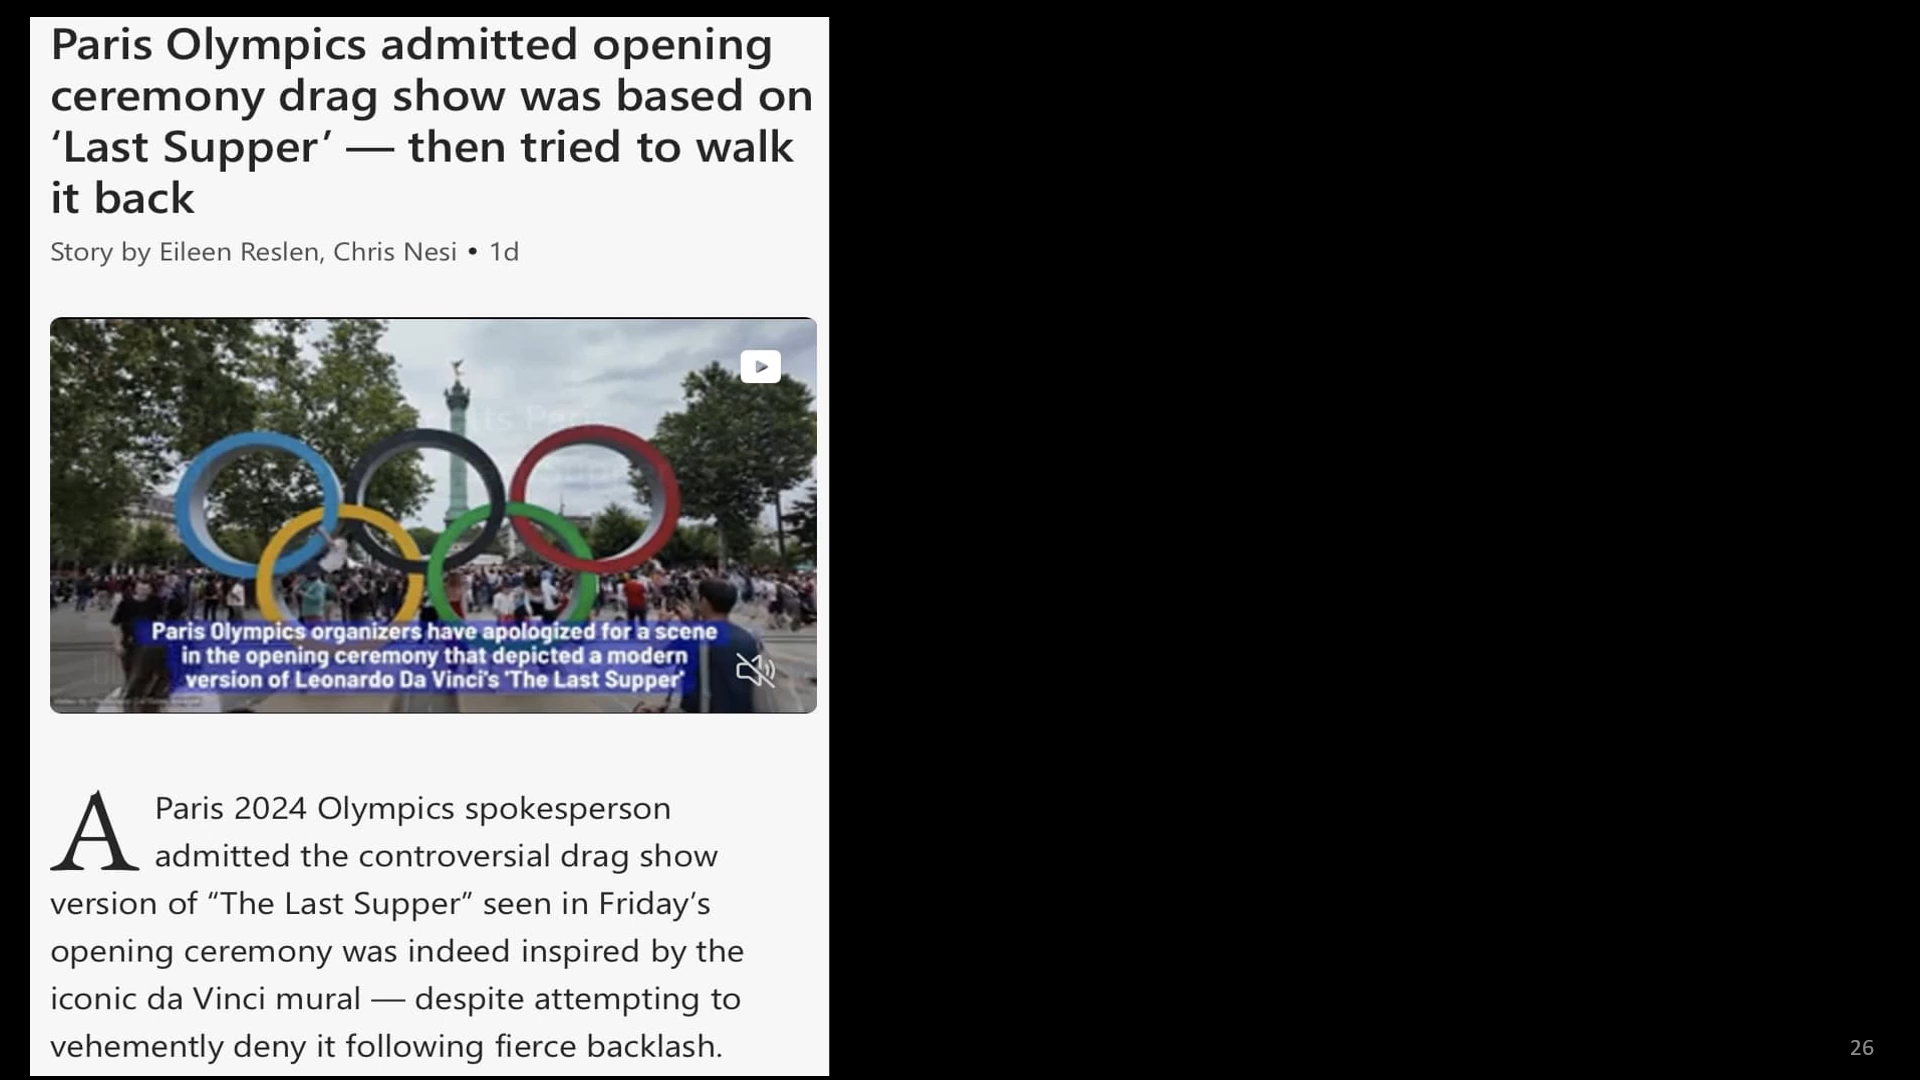 Paris Olympics admitted opening
ceremony drag show was based on
‘Last Supper’ — then tried to walk
it back
Story by Eileen Reslen, Chris Nesi • 1d
Paris Olympics organizers have apologized for a scene
in the opening ceremony that depicted a modern
version of Leonardo Da Vinci's 'The Last Supper'
A Paris 2024 Olympics spokesperson
admitted the controversial drag show
version of “The Last Supper” seen in Friday’s
opening ceremony was indeed inspired by the
iconic da Vinci mural — despite attempting to
vehemently deny it following fierce backlash.
26